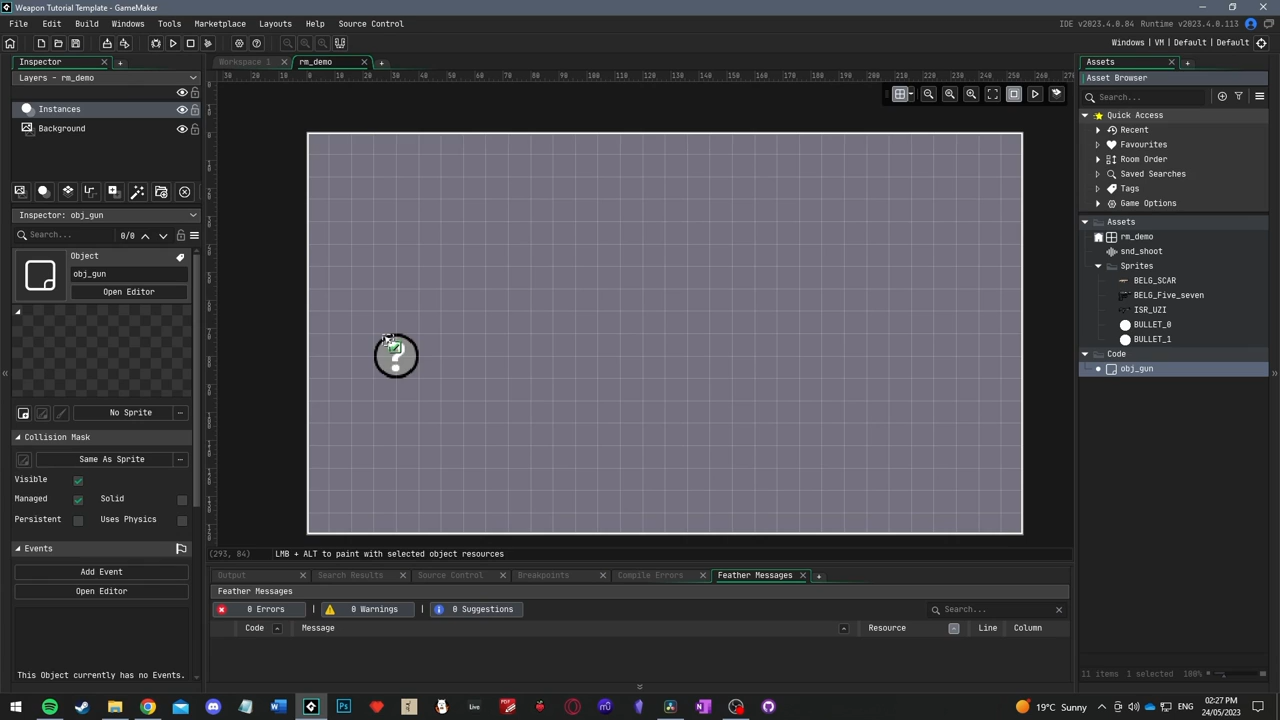 Weapon Tutorial Template - GameMaker
File Edit Build Windows Tools Marketplace Layouts Help Source Control
IDE v2023.4.0.84 Runtime v2023.4.0.113
Windows | VM | Default | Default
Inspector
Workspace 1
rm_demo
Assets
Layers - rm_demo
Instances
Background
Inspector: obj_gun
Search... 0/0
Object
obj_gun
Open Editor
No Sprite ...
Collision Mask
Same As Sprite ...
Visible
Managed Solid
Persistent Uses Physics
Events
Add Event
Open Editor
This Object currently has no Events.
(293, 84) LMB + ALT to paint with selected object resources
Output Search Results Source Control Breakpoints Compile Errors Feather Messages
Feather Messages
0 Errors | 0 Warnings | 0 Suggestions
Search...
Code Message Resource Line Column
Asset Browser
Search...
Quick Access
Recent
Favourites
Room Order
Saved Searches
Tags
Game Options
Assets
rm_demo
snd_shoot
Sprites
BELG_SCAR
BELG_Five_seven
ISR_UZI
BULLET_0
BULLET_1
Code
obj_gun
11 items 1 selected 100%
19°C Sunny
ENG
02:27 PM
24/05/2023